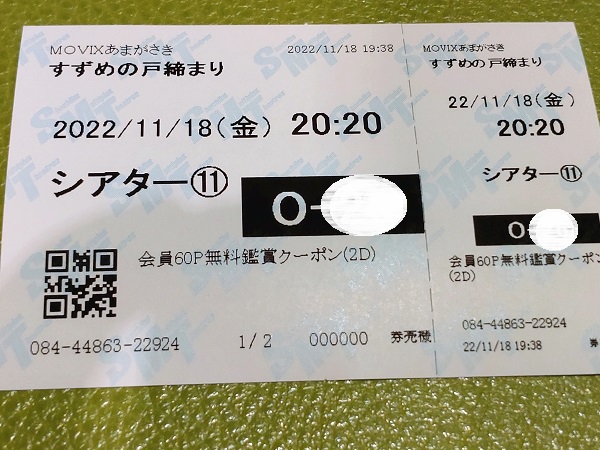 MOVIXあまがさき 2022/11/18 19:38
すずめの戸締まり
2022/11/18(金) 20:20
シアター⑪
O-
会員60P無料鑑賞クーポン(2D)
084-44863-22924 1/2 000000 券売機
MOVIXあまがさき
すずめの戸締まり
22/11/18(金)
20:20
シアター⑪
O-
会員60P無料鑑賞クーポン
(2D)
084-44863-22924
22/11/18 19:38 券